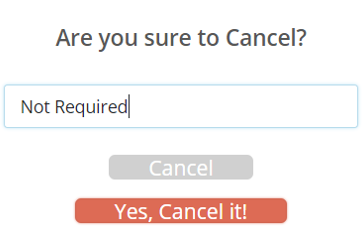 Are you sure to Cancel?
Not Required
Cancel
Yes, Cancel it!